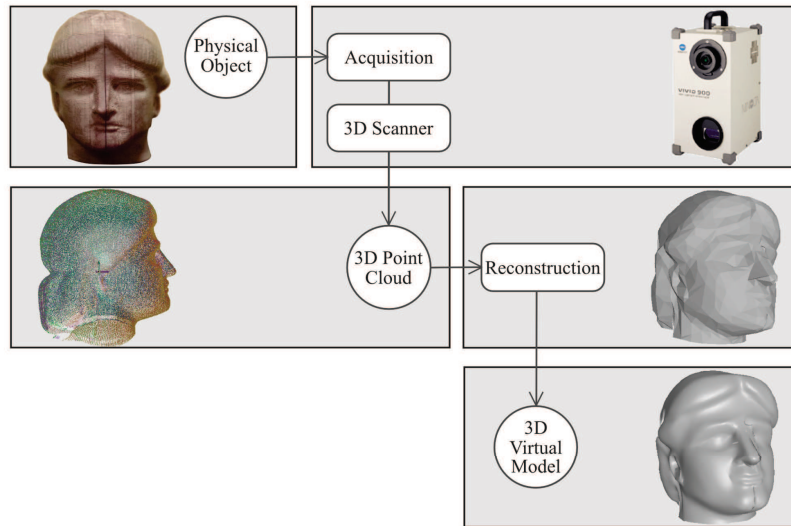 Physical
Object
Acquisition
3D Scanner
VIVID 900
3D Point
Cloud
Reconstruction
3D
Virtual
Model